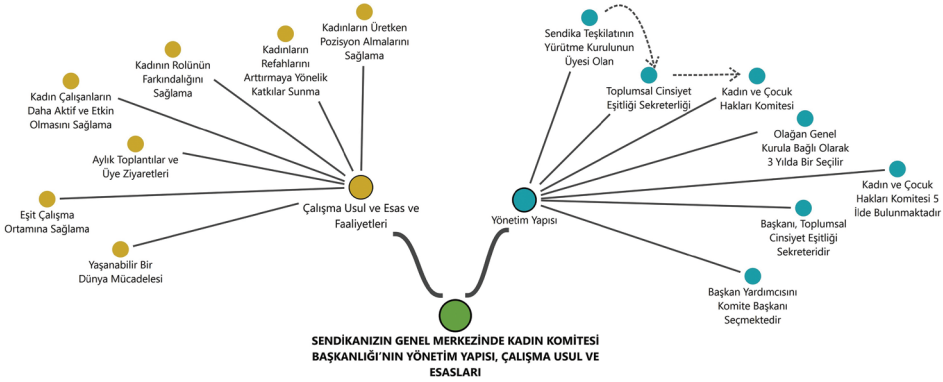 Kadınların Üretken
Pozisyon Almalarını
Sağlama
Kadınların
Refahlarını
Arttırmaya Yönelik
Katkılar Sunma
Kadının Rolünün
Farkındalığını
Sağlama
Kadın Çalışanların
Daha Aktif ve Etkin
Olmasını Sağlama
Aylık Toplantılar ve
Üye Ziyaretleri
Eşit Çalışma
Ortamına Sağlama
Yaşanabilir Bir
Dünya Mücadelesi
Çalışma Usul ve Esas ve
Faaliyetleri
Sendika Teşkilatının
Yürütme Kurulunun
Üyesi Olan
Toplumsal Cinsiyet
Eşitliği Sekreterliği
Kadın ve Çocuk
Hakları Komitesi
Olağan Genel
Kurula Bağlı Olarak
3 Yılda Bir Seçilir
Kadın ve Çocuk
Hakları Komitesi 5
İlde Bulunmaktadır
Başkanı, Toplumsal
Cinsiyet Eşitliği
Sekreteridir
Başkan Yardımcısını
Komite Başkanı
Seçmektedir
Yönetim Yapısı
SENDİKANIZIN GENEL MERKEZİNDE KADIN KOMİTESİ
BAŞKANLIĞI'NIN YÖNETİM YAPISI, ÇALIŞMA USUL VE
ESASLARI